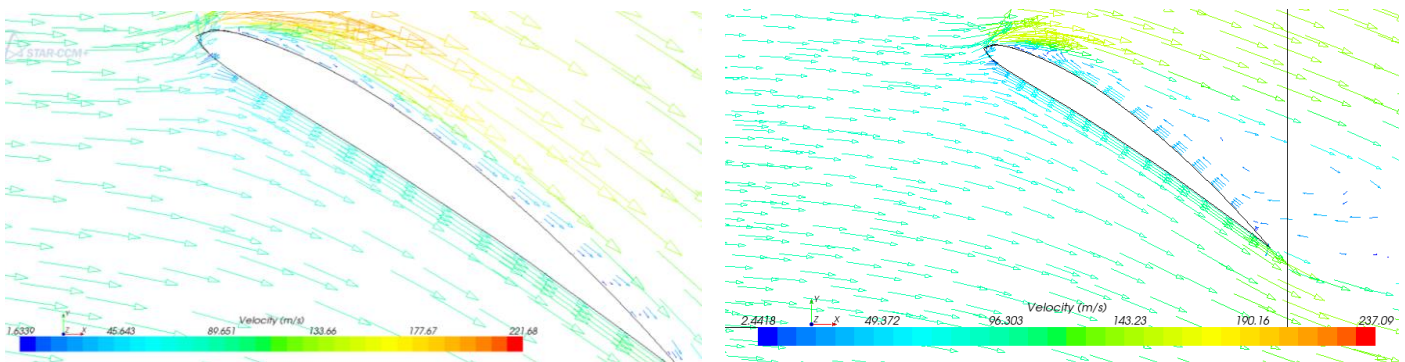 STAR-CCM+
Y
Z X
Velocity (m/s)
1.6339 45.643 89.651 133.66 177.67 221.68
Y
Z X
Velocity (m/s)
2.4418 49.372 96.303 143.23 190.16 237.09